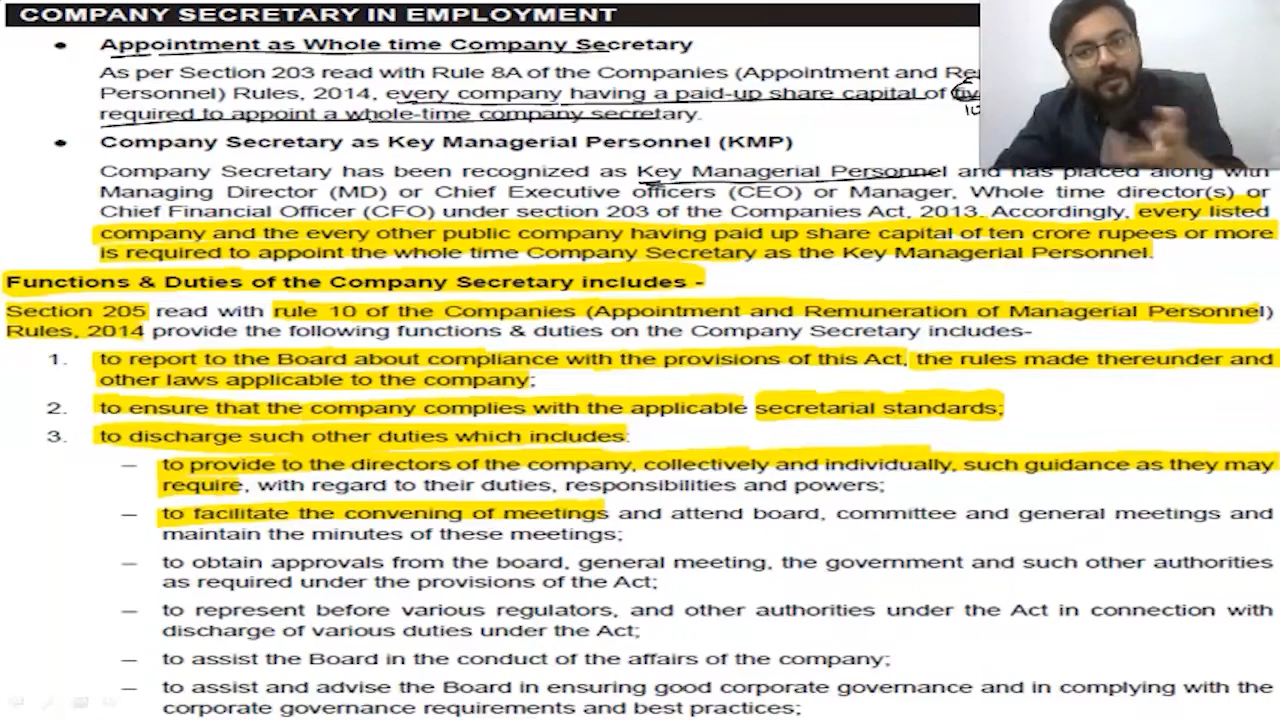 COMPANY SECRETARY IN EMPLOYMENT
• Appointment as Whole time Company Secretary
As per Section 203 read with Rule 8A of the Companies (Appointment and
Personnel) Rules, 2014, every company having a paid-up share capital of
required to appoint a whole-time company secretary.
• Company Secretary as Key Managerial Personnel (KMP)
Company Secretary has been recognized as Key Managerial Personnel and has placed along with
Managing Director (MD) or Chief Executive officers (CEO) or Manager, Whole time director(s) or
Chief Financial Officer (CFO) under section 203 of the Companies Act, 2013. Accordingly, every listed
company and the every other public company having paid up share capital of ten crore rupees or more
is required to appoint the whole time Company Secretary as the Key Managerial Personnel.
Functions & Duties of the Company Secretary includes -
Section 205 read with rule 10 of the Companies (Appointment and Remuneration of Managerial Personnel)
Rules, 2014 provide the following functions & duties on the Company Secretary includes-
1. to report to the Board about compliance with the provisions of this Act, the rules made thereunder and
other laws applicable to the company;
2. to ensure that the company complies with the applicable secretarial standards;
3. to discharge such other duties which includes:
– to provide to the directors of the company, collectively and individually, such guidance as they may
require, with regard to their duties, responsibilities and powers;
– to facilitate the convening of meetings and attend board, committee and general meetings and
maintain the minutes of these meetings;
– to obtain approvals from the board, general meeting, the government and such other authorities
as required under the provisions of the Act;
– to represent before various regulators, and other authorities under the Act in connection with
discharge of various duties under the Act;
– to assist the Board in the conduct of the affairs of the company;
– to assist and advise the Board in ensuring good corporate governance and in complying with the
corporate governance requirements and best practices;